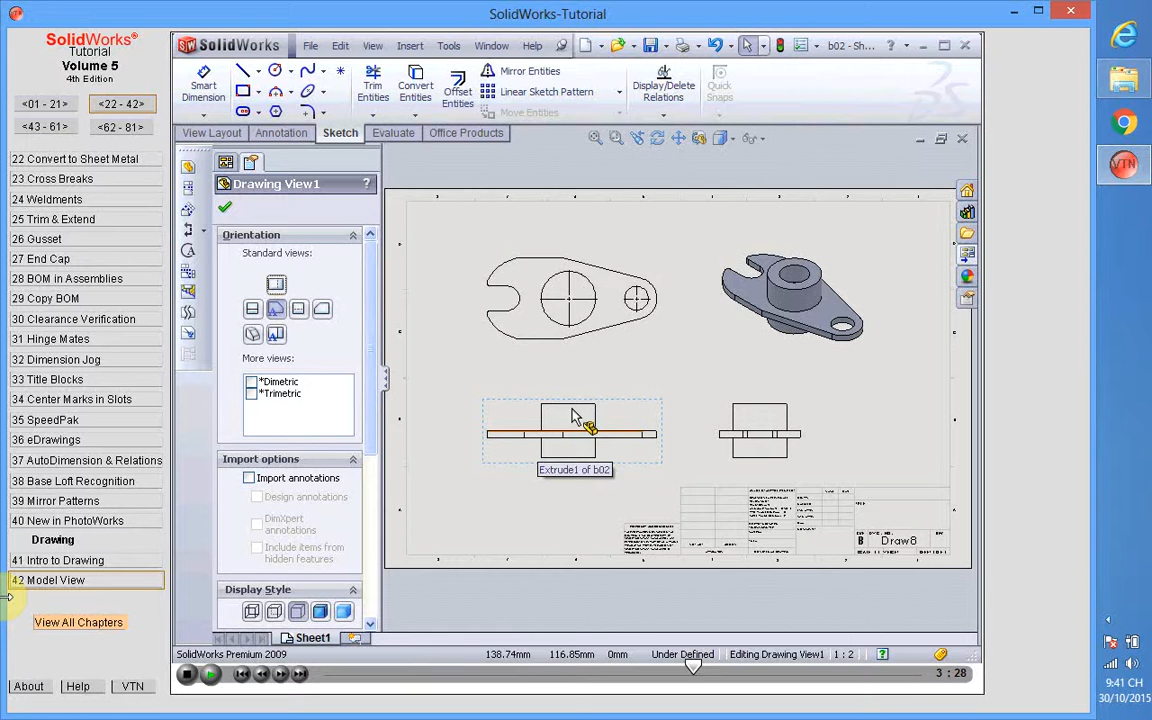 SolidWorks-Tutorial
SolidWorks®
Tutorial
Volume 5
4th Edition
<01 - 21>
<22 - 42>
<43 - 61>
<62 - 81>
22 Convert to Sheet Metal
23 Cross Breaks
24 Weldments
25 Trim & Extend
26 Gusset
27 End Cap
28 BOM in Assemblies
29 Copy BOM
30 Clearance Verification
31 Hinge Mates
32 Dimension Jog
33 Title Blocks
34 Center Marks in Slots
35 SpeedPak
36 eDrawings
37 AutoDimension & Relations
38 Base Loft Recognition
39 Mirror Patterns
40 New in PhotoWorks
Drawing
41 Intro to Drawing
42 Model View
View All Chapters
About
Help
VTN
SolidWorks
File
Edit
View
Insert
Tools
Window
Help
b02 - Sh...
Smart
Dimension
Trim
Entities
Convert
Entities
Offset
Entities
Mirror Entities
Linear Sketch Pattern
Move Entities
Display/Delete
Relations
Quick
Snaps
View Layout
Annotation
Sketch
Evaluate
Office Products
Drawing View1
?
Orientation
Standard views:
More views:
*Dimetric
*Trimetric
Import options
Import annotations
Design annotations
DimXpert
annotations
Include items from
hidden features
Display Style
Extrude1 of b02
B
Draw8
Sheet1
SolidWorks Premium 2009
138.74mm
116.85mm
0mm
Under Defined
Editing Drawing View1
1 : 2
3 : 28
VTN
9:41 CH
30/10/2015